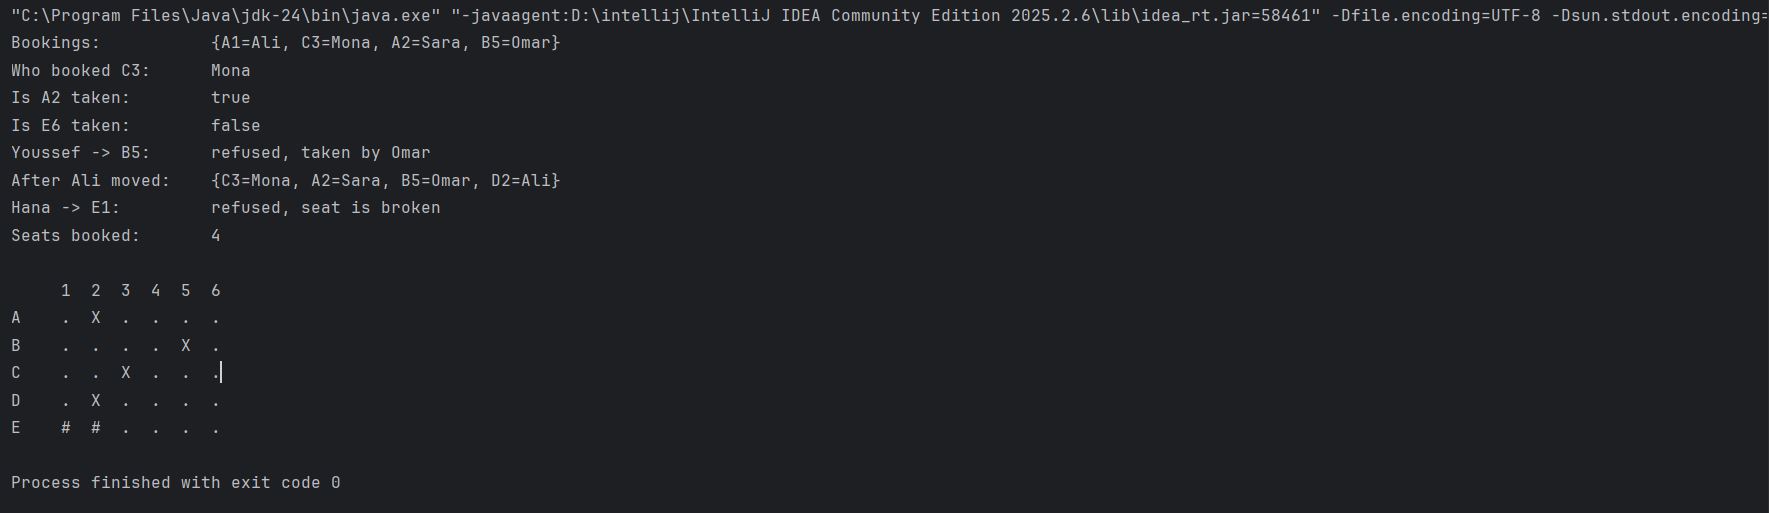 "C:\Program Files\Java\jdk-24\bin\java.exe" "-javaagent:D:\intellij\IntelliJ IDEA Community Edition 2025.2.6\lib\idea_rt.jar=58461" -Dfile.encoding=UTF-8 -Dsun.stdout.encoding=
Bookings:           {A1=Ali, C3=Mona, A2=Sara, B5=Omar}
Who booked C3:      Mona
Is A2 taken:        true
Is E6 taken:        false
Youssef -> B5:      refused, taken by Omar
After Ali moved:    {C3=Mona, A2=Sara, B5=Omar, D2=Ali}
Hana -> E1:         refused, seat is broken
Seats booked:       4

     1  2  3  4  5  6
A    .  X  .  .  .  .
B    .  .  .  .  X  .
C    .  .  X  .  .  .
D    .  X  .  .  .  .
E    #  #  .  .  .  .

Process finished with exit code 0